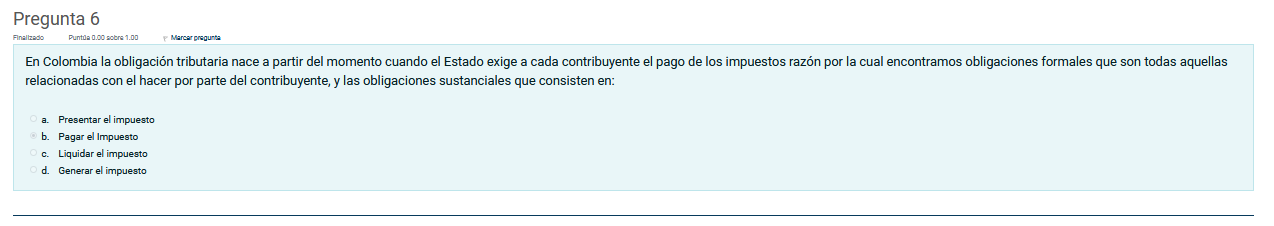 Pregunta 6
Finalizado Puntúa 0.00 sobre 1.00 Marcar pregunta
En Colombia la obligación tributaria nace a partir del momento cuando el Estado exige a cada contribuyente el pago de los impuestos razón por la cual encontramos obligaciones formales que son todas aquellas
relacionadas con el hacer por parte del contribuyente, y las obligaciones sustanciales que consisten en:
a. Presentar el impuesto
b. Pagar el Impuesto
c. Liquidar el impuesto
d. Generar el impuesto